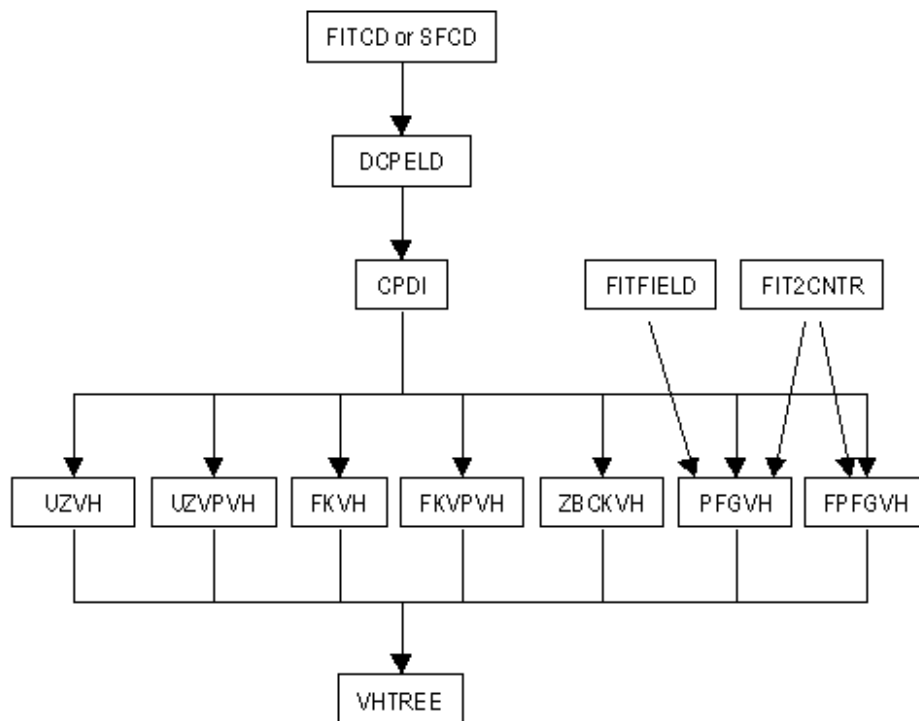 FITCD or SFCD
DCPELD
CPDI
FITFIELD
FIT2CNTR
UZVH
UZVPVH
FKVH
FKVPVH
ZBCKVH
PFGVH
FPFGVH
VHTREE